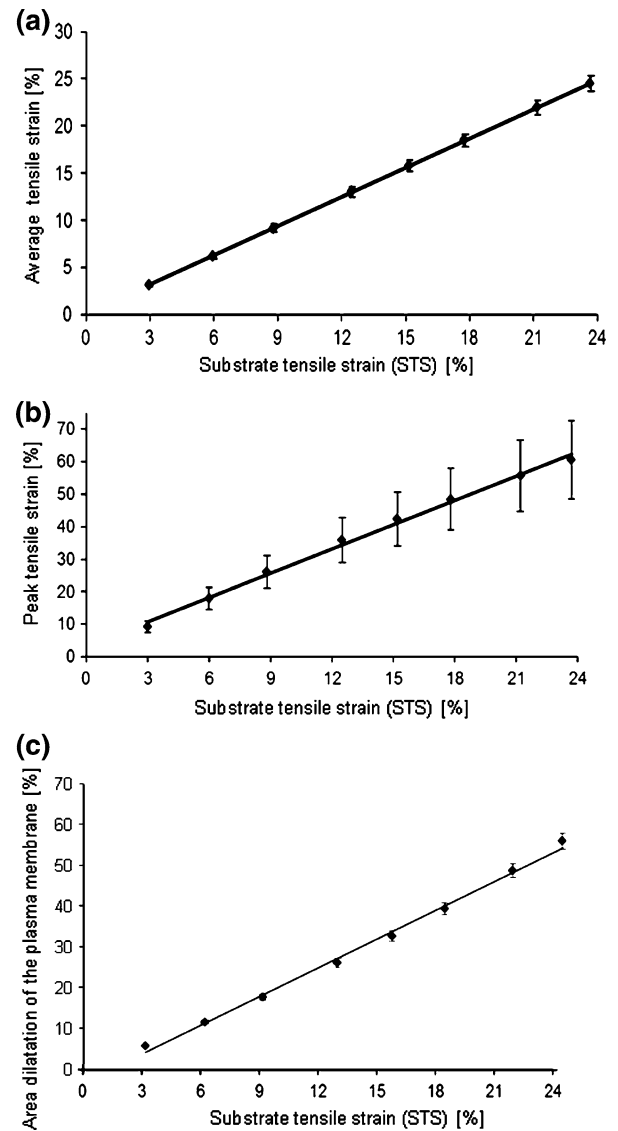 (a)
Average tensile strain [%]
30
25
20
15
10
5
0
0 3 6 9 12 15 18 21 24
Substrate tensile strain (STS) [%]
(b)
Peak tensile strain [%]
70
60
50
40
30
20
10
0
0 3 6 9 12 15 18 21 24
Substrate tensile strain (STS) [%]
(c)
Area dilatation of the plasma membrane [%]
70
60
50
40
30
20
10
0
0 3 6 9 12 15 18 21 24
Substrate tensile strain (STS) [%]